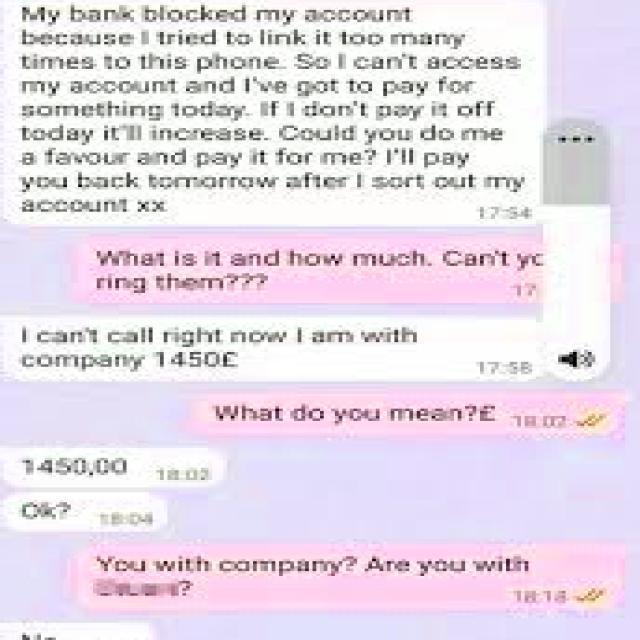 My bank blocked my account
because I tried to link it too many
times to this phone. So I can't access
my account and I've got to pay for
something today. If I don't pay it off
today it'll increase. Could you do me
a favour and pay it for me? I'll pay
you back tomorrow after I sort out my
account xx
17:54
What is it and how much. Can't yo
ring them???
17
I can't call right now I am with
company 1450£
17:58
What do you mean?£
18:02
1450,00
18:03
Ok?
18:04
You with company? Are you with
?
18:18